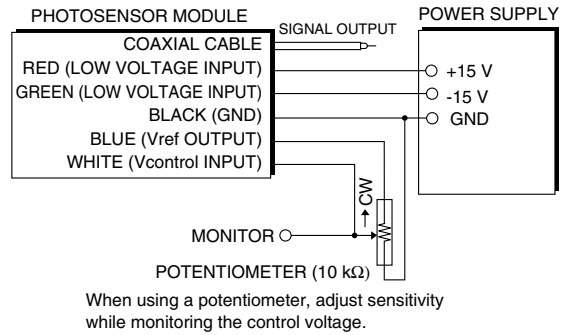 PHOTOSENSOR MODULE
POWER SUPPLY
SIGNAL OUTPUT
COAXIAL CABLE
RED (LOW VOLTAGE INPUT)
+15 V
GREEN (LOW VOLTAGE INPUT)
-15 V
BLACK (GND)
GND
BLUE (Vref OUTPUT)
WHITE (Vcontrol INPUT)
CW
MONITOR
POTENTIOMETER (10 kΩ)
When using a potentiometer, adjust sensitivity
while monitoring the control voltage.